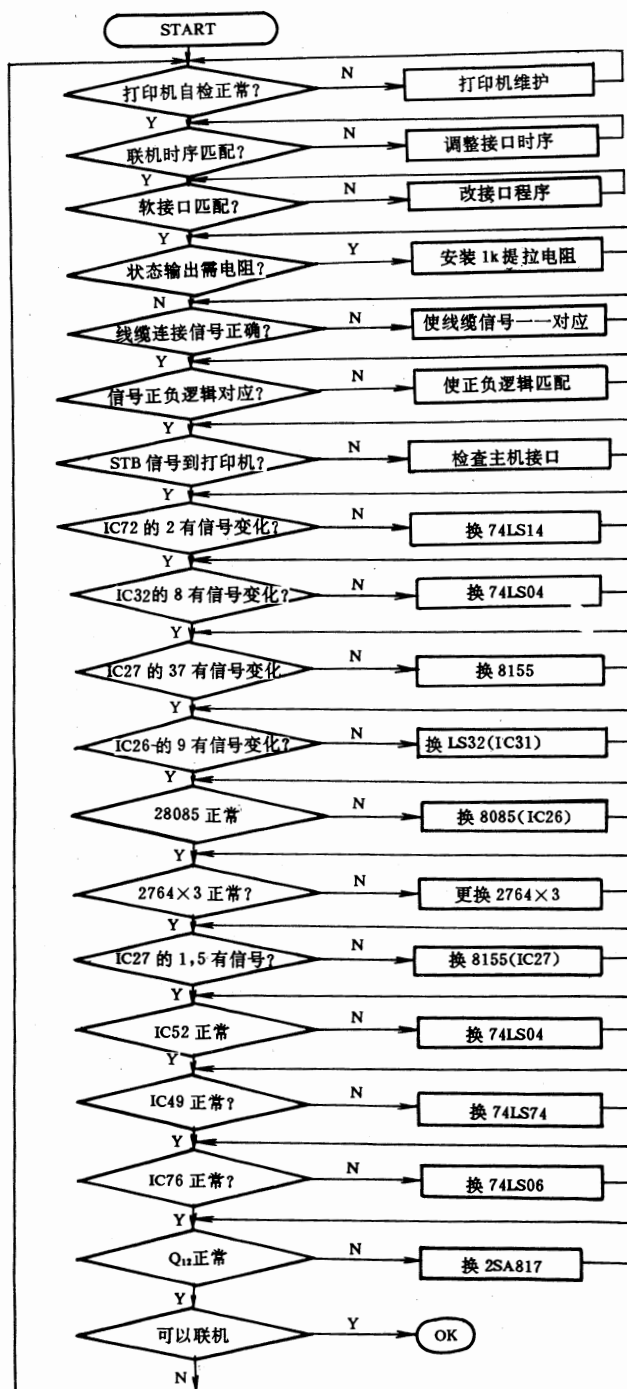 START
打印机自检正常?
N
打印机维护
Y
联机时序匹配?
N
调整接口时序
Y
软接口匹配?
N
改接口程序
Y
状态输出需电阻?
Y
安装1k提拉电阻
N
线缆连接信号正确?
N
使线缆信号一一对应
Y
信号正负逻辑对应?
N
使正负逻辑匹配
Y
STB信号到打印机?
N
检查主机接口
Y
IC72的2有信号变化?
N
换74LS14
Y
IC32的8有信号变化?
N
换74LS04
Y
IC27的37有信号变化
N
换8155
Y
IC26的9有信号变化?
N
换LS32(IC31)
Y
28085正常
N
换8085(IC26)
Y
2764×3正常?
N
更换2764×3
Y
IC27的1,5有信号?
N
换8155(IC27)
Y
IC52正常
N
换74LS04
Y
IC49正常?
N
换74LS74
Y
IC76正常?
N
换74LS06
Y
Q₁₂正常
N
换2SA817
Y
可以联机
Y
OK
N